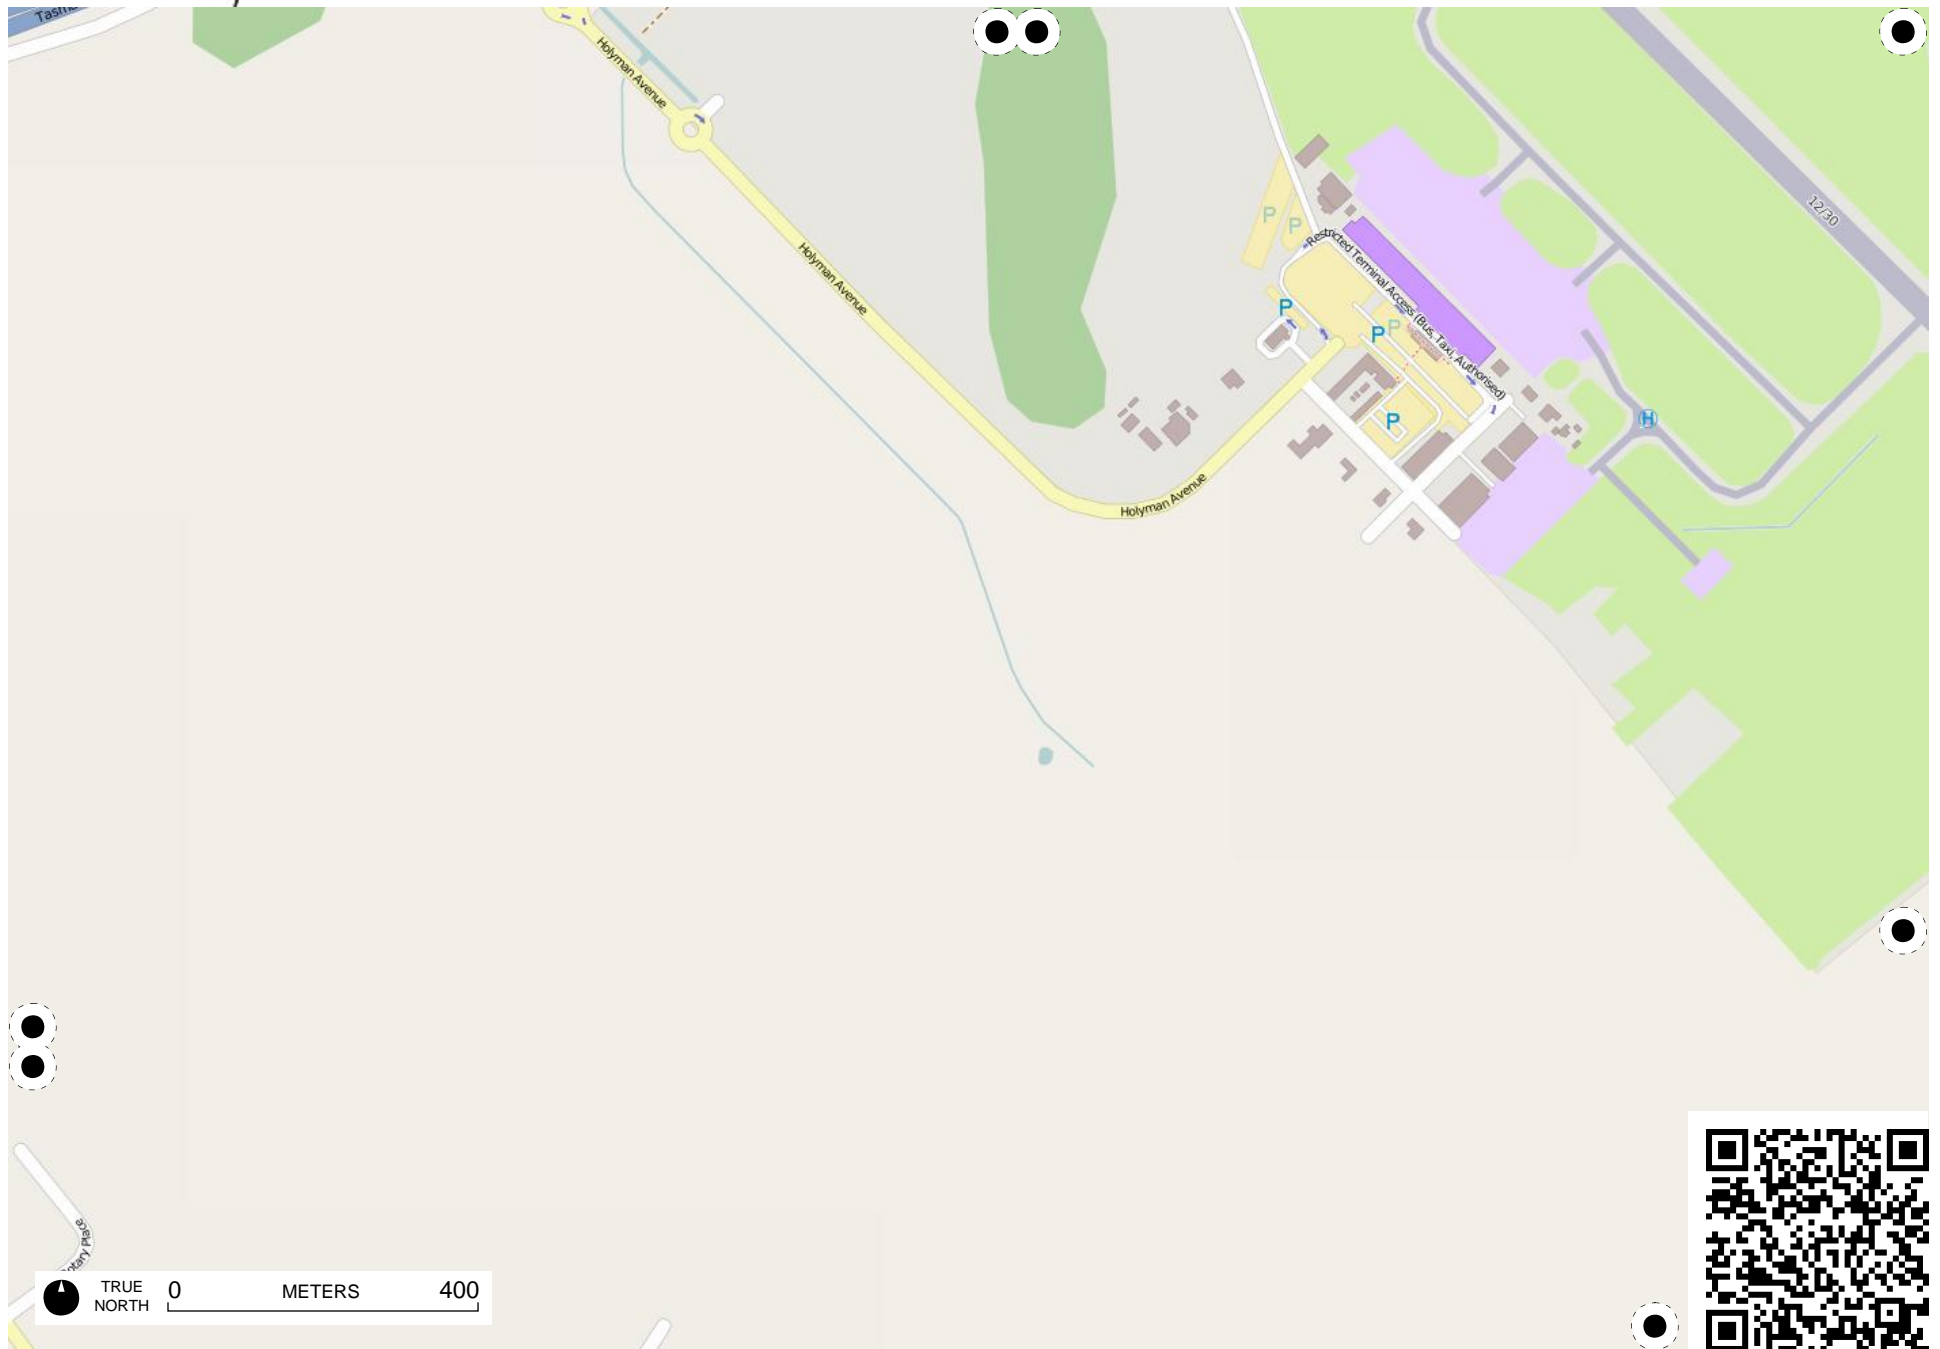 Holyman Avenue
12/30
Holyman Avenue
P
P
Restricted Terminal Access (Bus, Taxi, Authorised)
P
P
P
P
H
Holyman Avenue
TRUE
NORTH
0
METERS
400